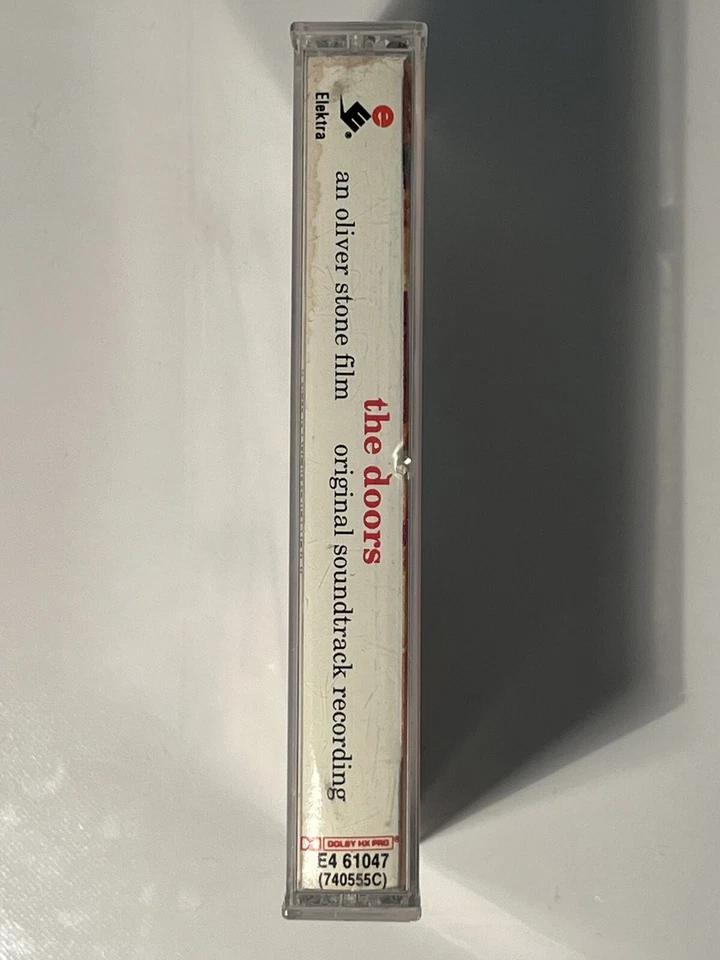 e
E®
Elektra
the doors
an oliver stone film original soundtrack recording
DOLBY HX PRO®
E4 61047
(740555C)